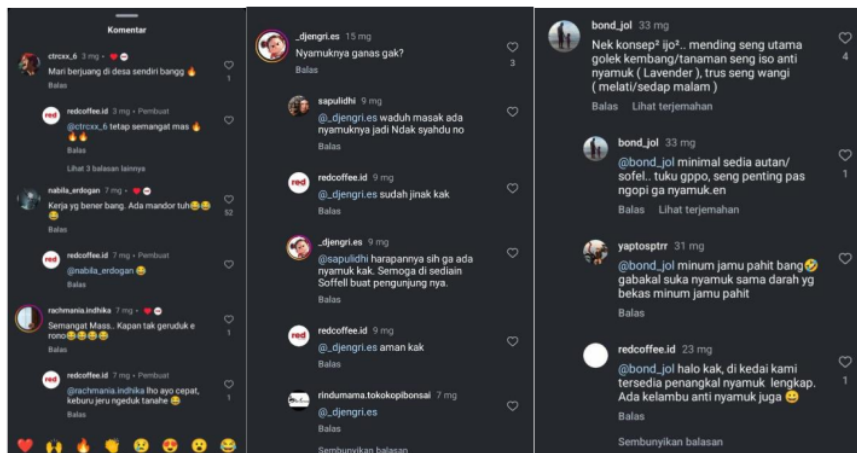 Komentar
ctrcxx_6 3 mg
Mari berjuang di desa sendiri bangg 🔥
1
Balas
red
redcoffee.id 3 mg • Pembuat
@ctrcxx_6 tetap semangat mas 🔥
🔥🔥
Balas
Lihat 3 balasan lainnya
nabila_erdogan 7 mg
Kerja yg bener bang. Ada mandor tuh😂😂
😂
52
Balas
red
redcoffee.id 7 mg • Pembuat
@nabila_erdogan 😂
Balas
rachmania.indhika 7 mg
Semangat Mass.. Kapan tak geruduk e
rono😂😂😂😂
1
Balas
red
redcoffee.id 7 mg • Pembuat
@rachmania.indhika lho ayo cepat,
keburu jeru ngeduk tanahe 😂
1
Balas
_djengri.es 15 mg
Nyamuknya ganas gak?
3
Balas
sapulidhi 9 mg
@_djengri.es waduh masak ada
nyamuknya jadi Ndak syahdu no
Balas
red
redcoffee.id 9 mg
@_djengri.es sudah jinak kak
Balas
_djengri.es 9 mg
@sapulidhi harapannya sih ga ada
nyamuk kak. Semoga di sediain
Soffell buat pengunjung nya.
Balas
red
redcoffee.id 9 mg
@_djengri.es aman kak
Balas
rindumama.tokokopibonsai 7 mg
@_djengri.es
Balas
Sembunyikan balasan
bond_jol 33 mg
Nek konsep² ijo².. mending seng utama
golek kembang/tanaman seng iso anti
nyamuk ( Lavender ), trus seng wangi
( melati/sedap malam )
4
Balas Lihat terjemahan
bond_jol 33 mg
@bond_jol minimal sedia autan/
sofel.. tuku gppo, seng penting pas
ngopi ga nyamuk.en
1
Balas Lihat terjemahan
yaptosptrr 31 mg
@bond_jol minum jamu pahit bang🤣
gabakal suka nyamuk sama darah yg
bekas minum jamu pahit
Balas
redcoffee.id 23 mg
@bond_jol halo kak, di kedai kami
tersedia penangkal nyamuk lengkap.
Ada kelambu anti nyamuk juga 😄
1
Balas
Sembunyikan balasan